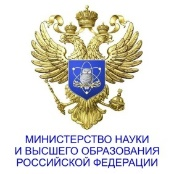 МИНИСТЕРСТВО НАУКИ
И ВЫСШЕГО ОБРАЗОВАНИЯ
РОССИЙСКОЙ ФЕДЕРАЦИИ